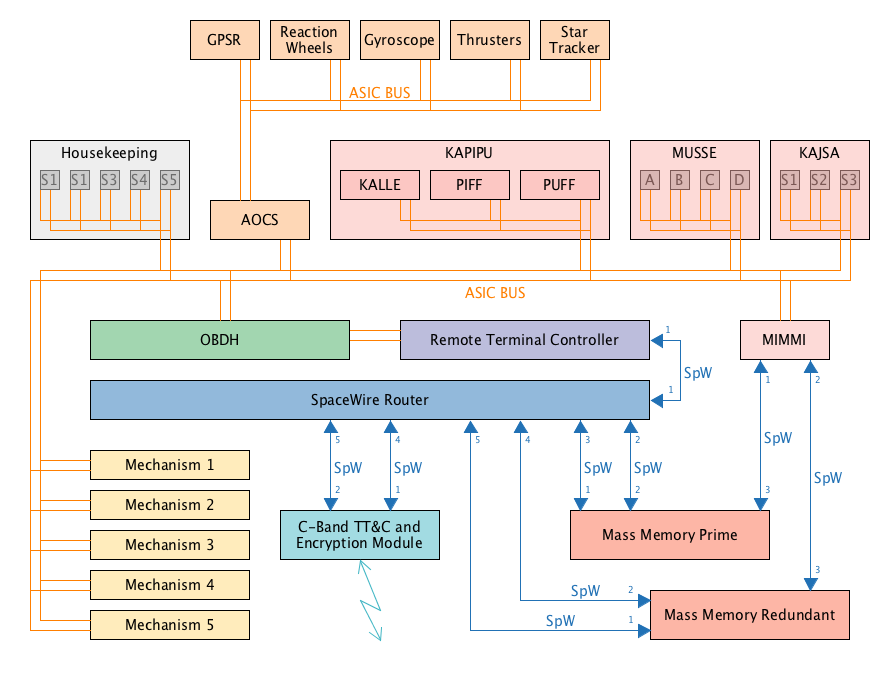 GPSR
Reaction
Wheels
Gyroscope
Thrusters
Star
Tracker
ASIC BUS
Housekeeping
S1 S1 S3 S4 S5
AOCS
KAPIPU
KALLE PIFF PUFF
MUSSE
A B C D
KAJSA
S1 S2 S3
ASIC BUS
OBDH
Remote Terminal Controller
1
MIMMI
SpW
1
1
2
SpaceWire Router
5
4
5
4
3
2
SpW
SpW
SpW
SpW
SpW
2
1
1
2
3
Mechanism 1
Mechanism 2
Mechanism 3
Mechanism 4
Mechanism 5
C-Band TT&C and
Encryption Module
Mass Memory Prime
3
SpW
2
SpW
1
Mass Memory Redundant